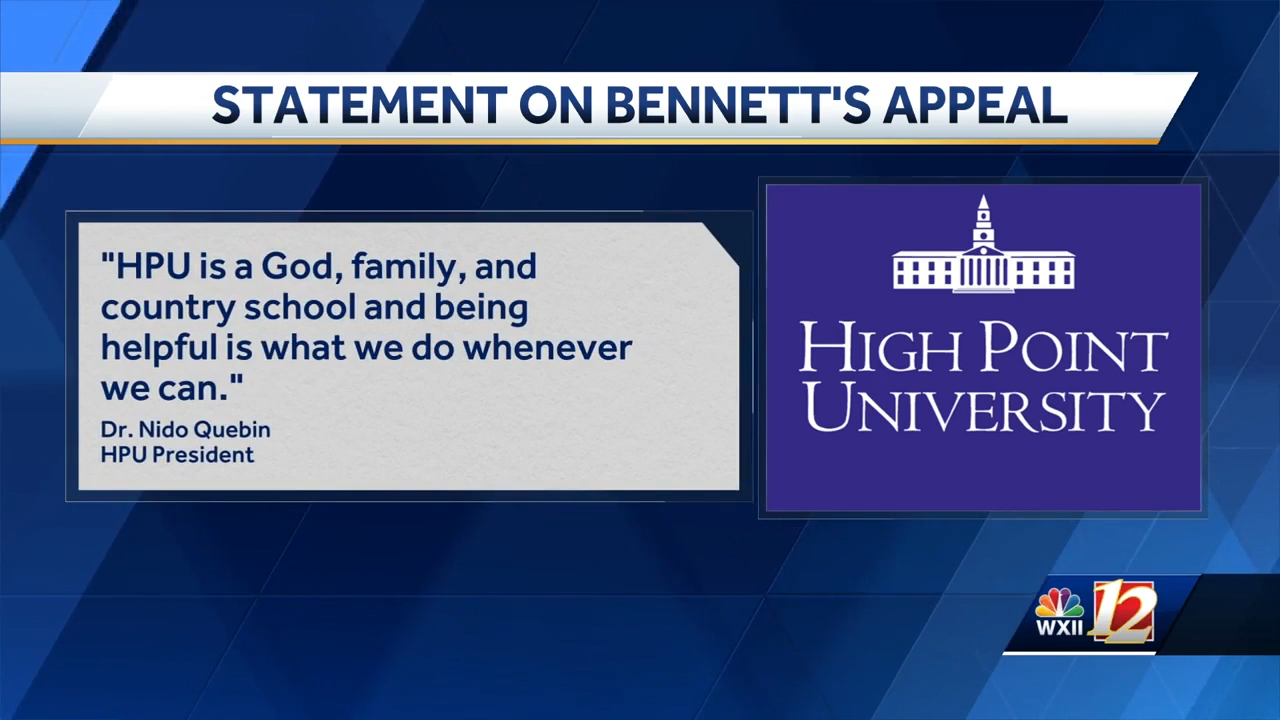 STATEMENT ON BENNETT'S APPEAL
"HPU is a God, family, and
country school and being
helpful is what we do whenever
we can."
Dr. Nido Quebin
HPU President
HIGH POINT
UNIVERSITY
WXII 12